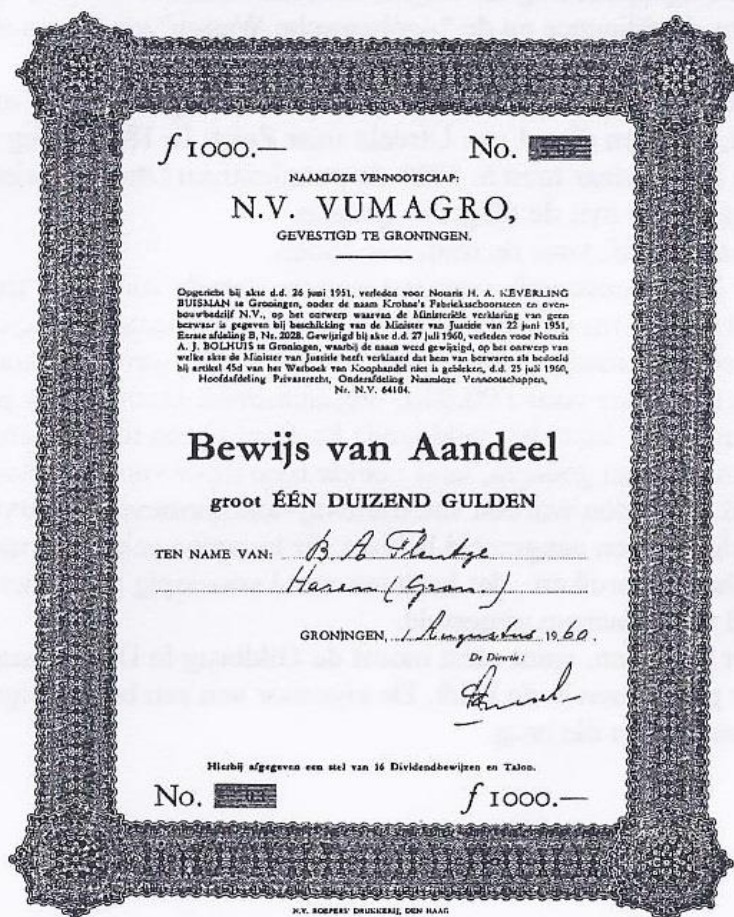 f 1000.— No.
NAAMLOZE VENNOOTSCHAP:
N.V. VUMAGRO,
GEVESTIGD TE GRONINGEN.
Opgericht bij akte d.d. 26 juni 1951, verleden voor Notaris H. A. KEVERLING
BUISMAN te Groningen, onder de naam Krohne's Fabrieksschoorsteen en oven-
bouwbedrijf N.V., op het ontwerp waarvan de Ministeriële verklaring van geen
bezwaar is gegeven bij beschikking van de Minister van Justitie van 22 juni 1951,
Eerste afdeling B, Nr. 2028. Gewijzigd bij akte d.d. 27 juli 1960, verleden voor Notaris
A. J. BOLHUIS te Groningen, waarbij de naam werd gewijzigd, op het ontwerp van
welke akte de Minister van Justitie heeft verklaard dat hem van bezwaren als bedoeld
bij artikel 45d van het Wetboek van Koophandel niet is gebleken, d.d. 25 juli 1960,
Hoofdafdeling Privaatrecht, Onderafdeling Naamloze Vennootschappen,
Nr. N.V. 64104.
Bewijs van Aandeel
groot ÉÉN DUIZEND GULDEN
TEN NAME VAN: B. A. Flentge
Haren (Gron)
GRONINGEN, 1 Augustus 1960.
De Directie:
Hierbij afgegeven een stel van 16 Dividendbewijzen en Talon.
No. f 1000.—
N.V. ROEPERS' DRUKKERIJ, DEN HAAG